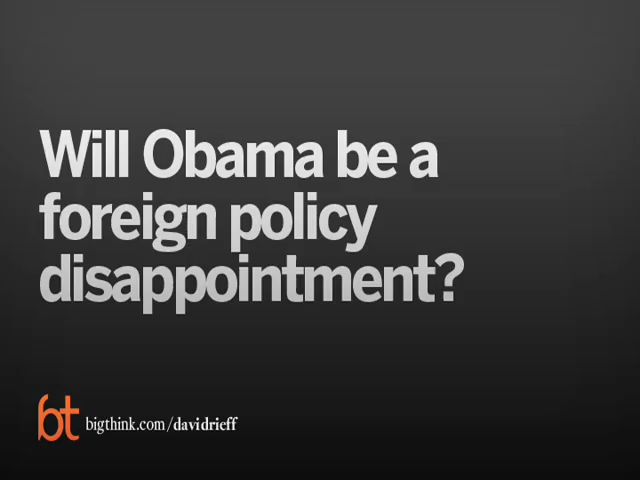 Will Obama be a
foreign policy
disappointment?
bt bigthink.com/davidrieff